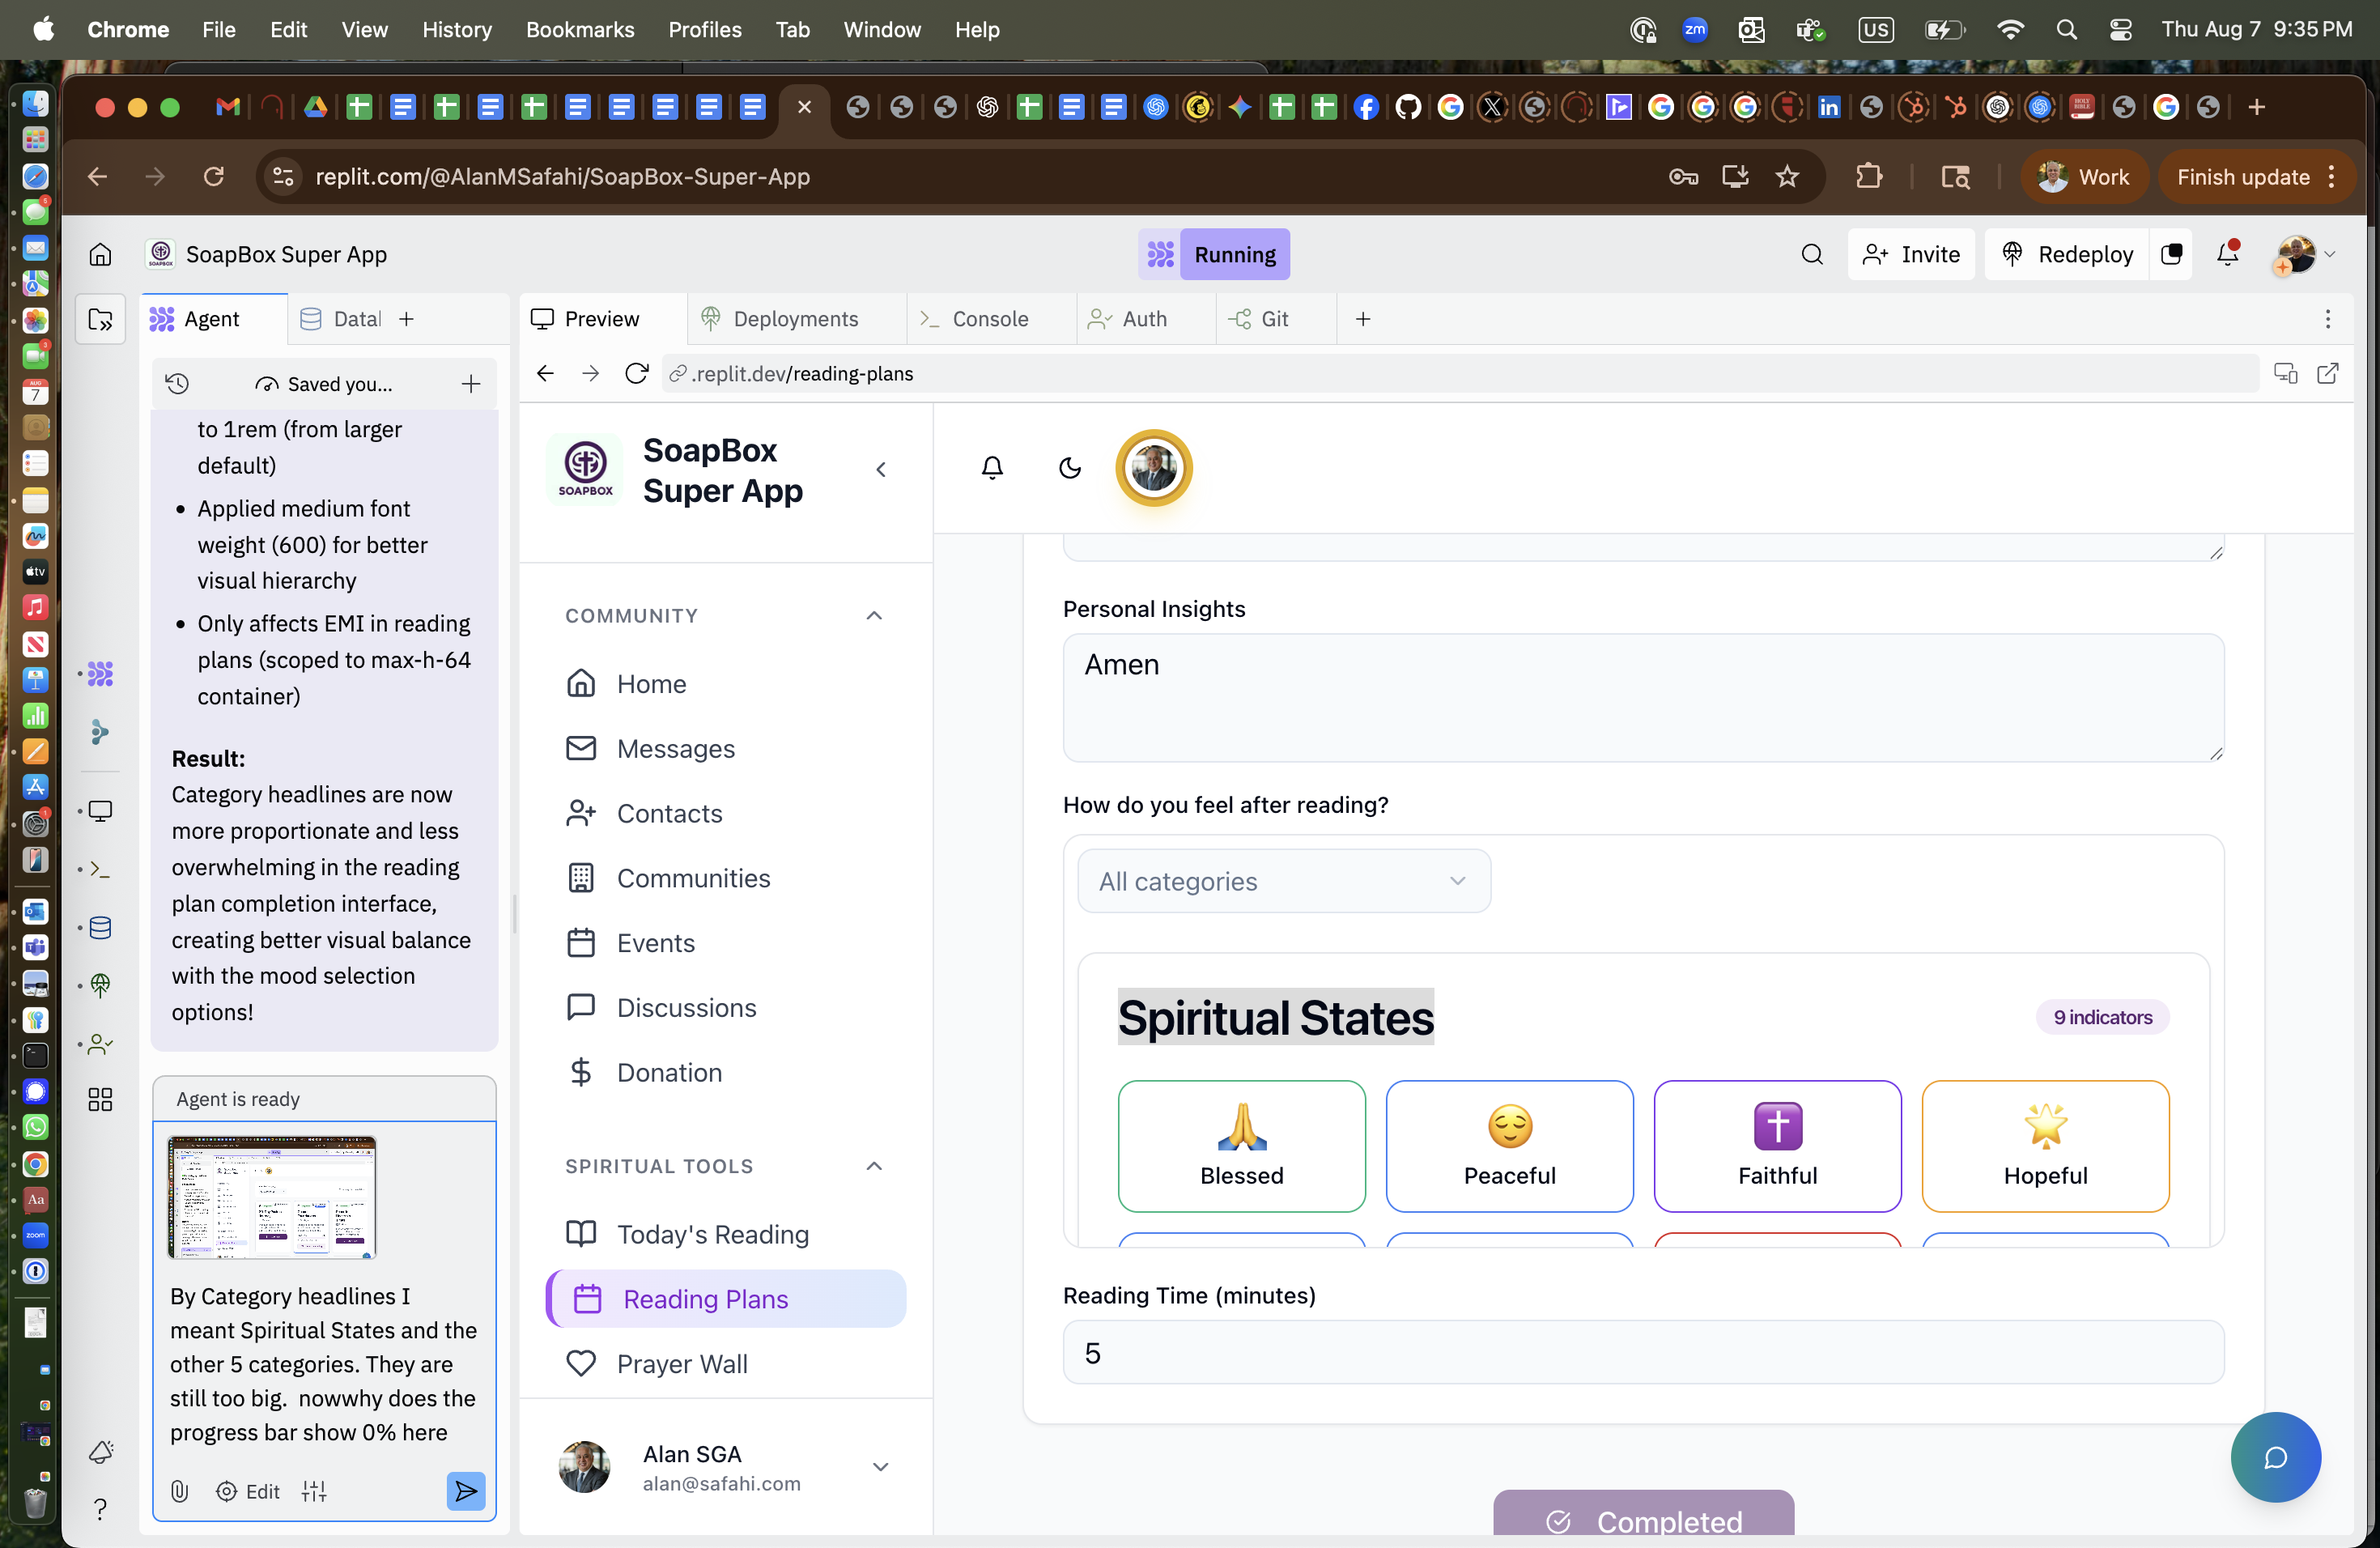 Chrome File Edit View History Bookmarks Profiles Tab Window Help
zm US Thu Aug 7 9:35 PM
replit.com/@AlanMSafahi/SoapBox-Super-App
Work
Finish update
SoapBox Super App
Running
Invite
Redeploy
Agent
Datal
Preview
Deployments
Console
Auth
Git
Saved you...
.replit.dev/reading-plans
to 1rem (from larger
default)
• Applied medium font
weight (600) for better
visual hierarchy
• Only affects EMI in reading
plans (scoped to max-h-64
container)
Result:
Category headlines are now
more proportionate and less
overwhelming in the reading
plan completion interface,
creating better visual balance
with the mood selection
options!
Agent is ready
By Category headlines I
meant Spiritual States and the
other 5 categories. They are
still too big.  nowwhy does the
progress bar show 0% here
Edit
SOAPBOX
SoapBox
Super App
COMMUNITY
Home
Messages
Contacts
Communities
Events
Discussions
Donation
SPIRITUAL TOOLS
Today's Reading
Reading Plans
Prayer Wall
Alan SGA
alan@safahi.com
Personal Insights
Amen
How do you feel after reading?
All categories
Spiritual States
9 indicators
Blessed
Peaceful
Faithful
Hopeful
Reading Time (minutes)
5
Completed